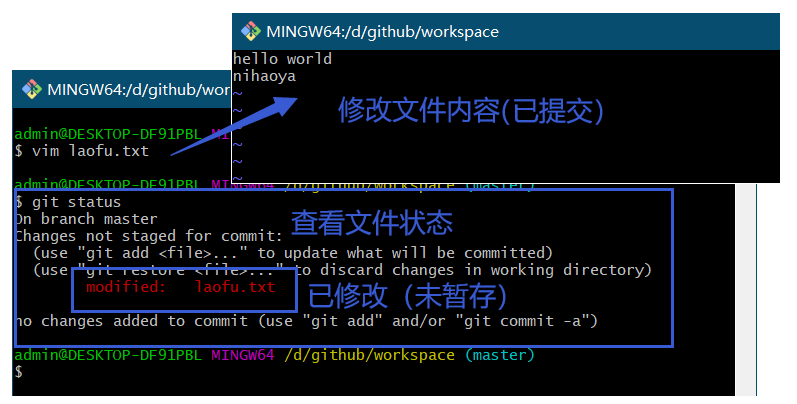 MINGW64:/d/github/workspace
hello world
nihaoya
~
~
~
~
~
~
修改文件内容(已提交)
MINGW64:/d/github/wor
admin@DESKTOP-DF91PBL MI
$ vim laofu.txt
admin@DESKTOP-DF91PBL MINGW64 /d/github/workspace (master)
$ git status
查看文件状态
On branch master
Changes not staged for commit:
(use "git add <file>..." to update what will be committed)
(use "git restore <file>..." to discard changes in working directory)
modified: laofu.txt
已修改（未暂存）
no changes added to commit (use "git add" and/or "git commit -a")
admin@DESKTOP-DF91PBL MINGW64 /d/github/workspace (master)
$